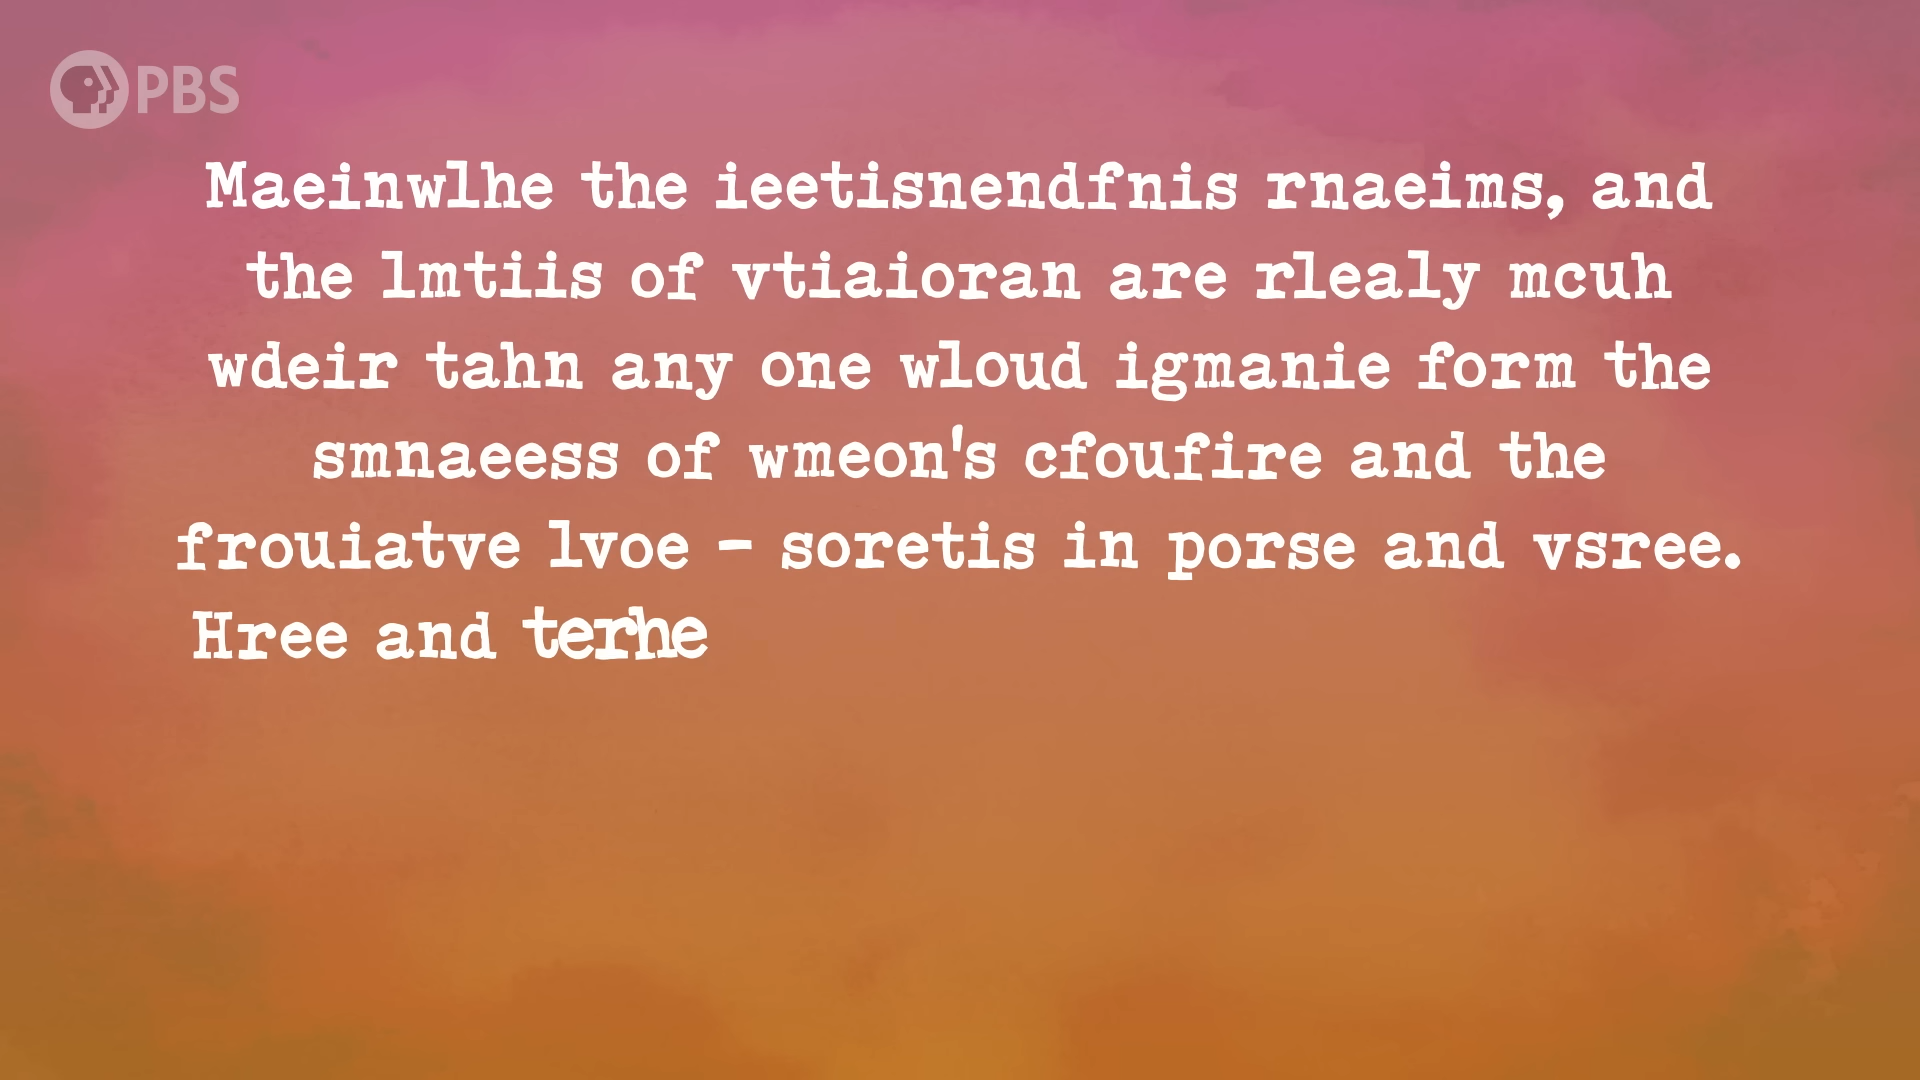 PBS
Maeinwlhe the ieetisnendfnis rnaeims, and
the lmtiis of vtiaioran are rlealy mcuh
wdeir tahn any one wloud igmanie form the
smnaeess of wmeon's cfoufire and the
frouiatve lvoe – soretis in porse and vsree.
Hree and terhe